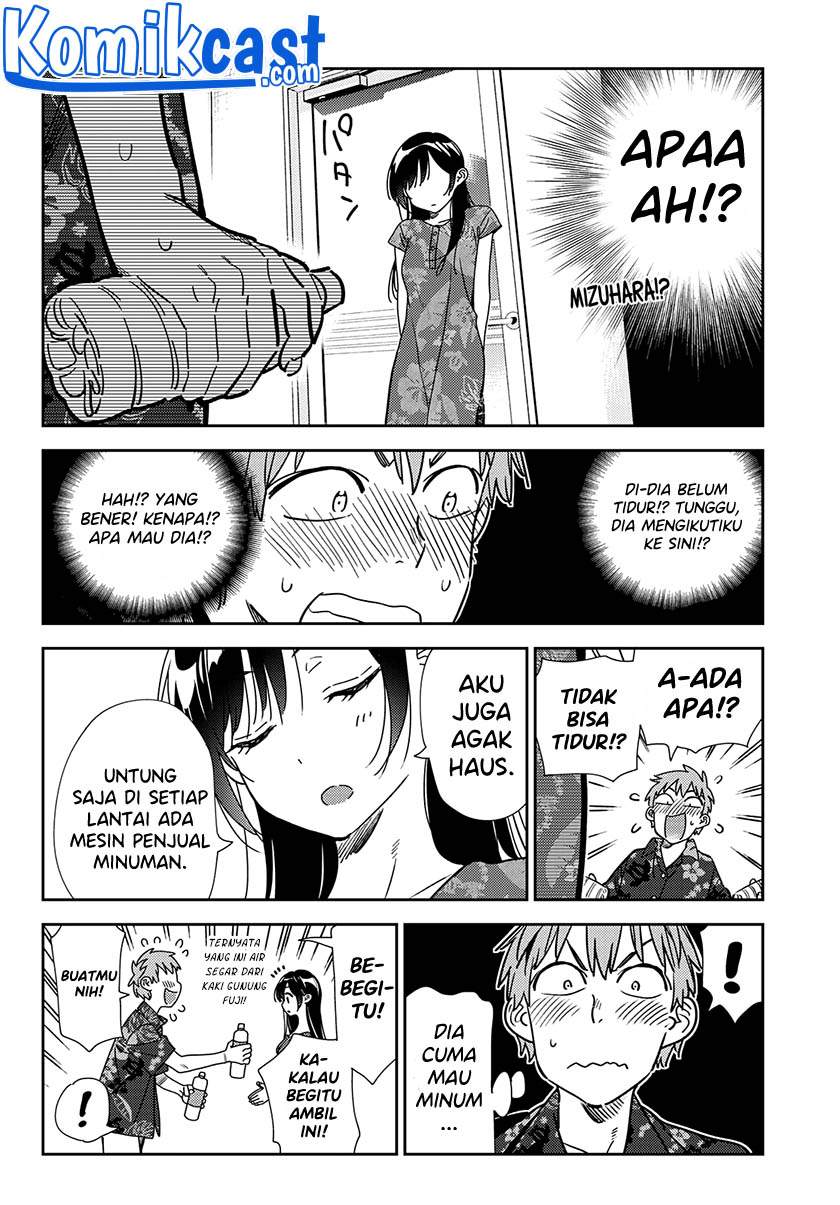 Komikcast
.com
APAA
AH!?
MIZUHARA!?
パタン
DI-DIA BELUM
TIDUR!? TUNGGU,
DIA MENGIKUTIKU
KE SINI!?
HAH!? YANG
BENER! KENAPA!?
APA MAU DIA!?
A-ADA
APA!?
TIDAK
BISA
TIDUR!?
AKU
JUGA
AGAK
HAUS.
UNTUNG
SAJA DI SETIAP
LANTAI ADA
MESIN PENJUAL
MINUMAN.
!
DIA
CUMA
MAU
MINUM
...
BE-
BEGI-
TU!
KA-
KALAU
BEGITU
AMBIL
INI!
TERNYATA
YANG INI AIR
SEGAR DARI
KAKI GUNUNG
FUJI!
BUATMU
NIH!
!